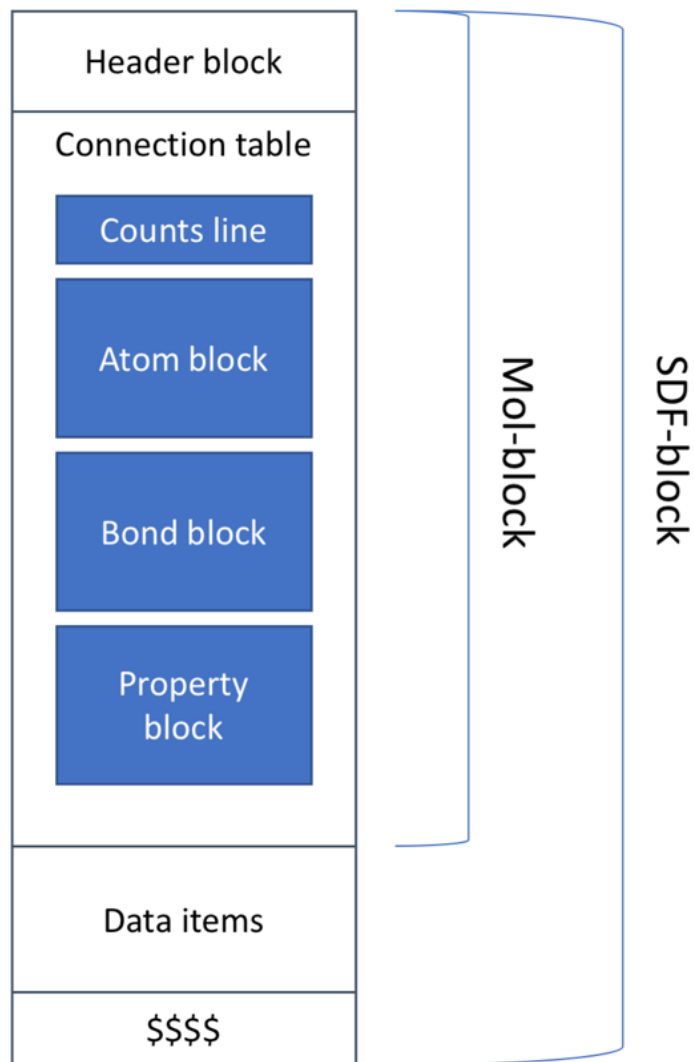 Header block
Connection table
Counts line
Atom block
Bond block
Property
block
Data items
$$$$
Mol-block
SDF-block